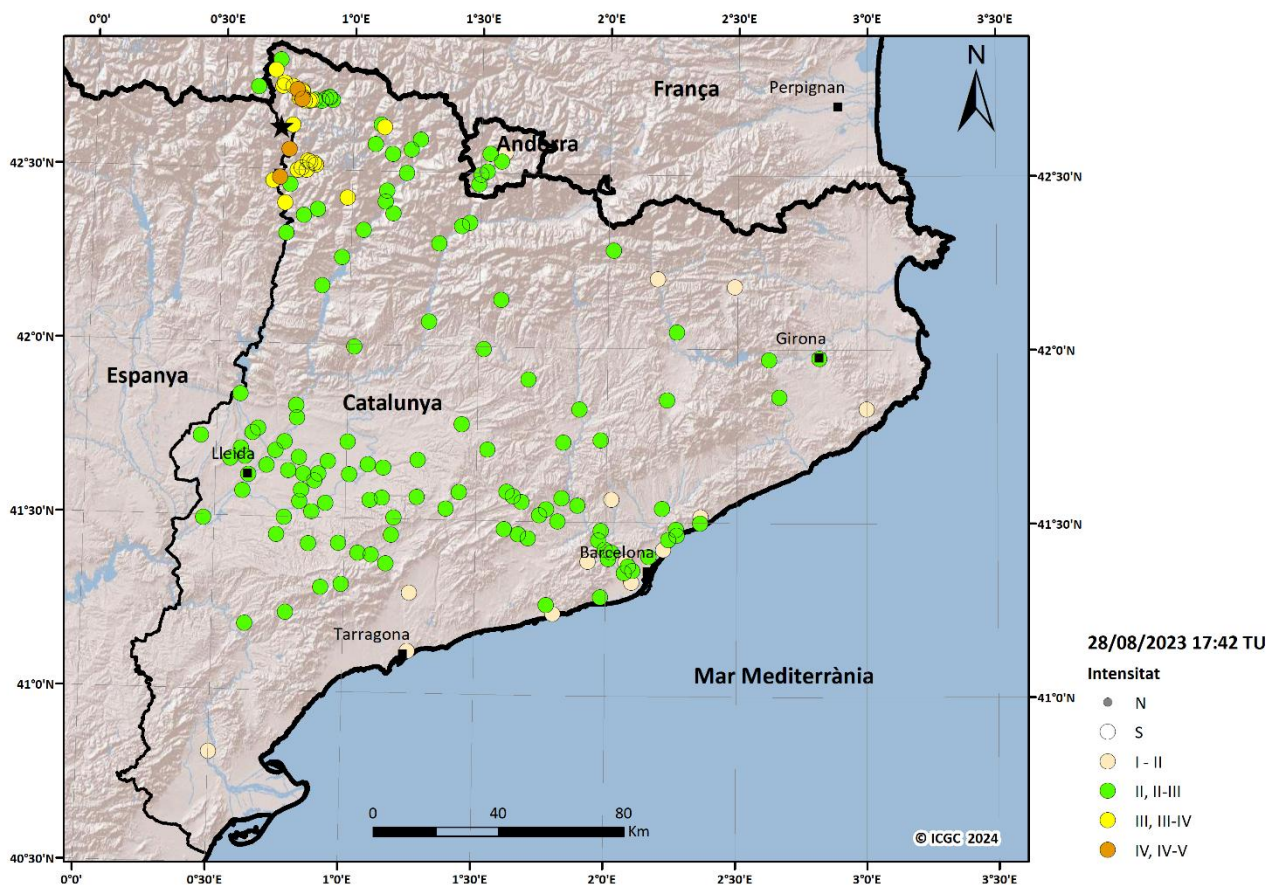 0°0' 0°30'E 1°0'E 1°30'E 2°0'E 2°30'E 3°0'E 3°30'E
N
França
Perpignan
42°30'N
Andorra
42°30'N
42°0'N
Girona
42°0'N
Espanya
Catalunya
Lleida
41°30'N
41°30'N
Barcelona
Tarragona
Mar Mediterrània
41°0'N
41°0'N
0 40 80
Km
© ICGC 2024
40°30'N
40°30'N
0°0' 0°30'E 1°0'E 1°30'E 2°0'E 2°30'E 3°0'E 3°30'E
28/08/2023 17:42 TU
Intensitat
N
S
I - II
II, II-III
III, III-IV
IV, IV-V